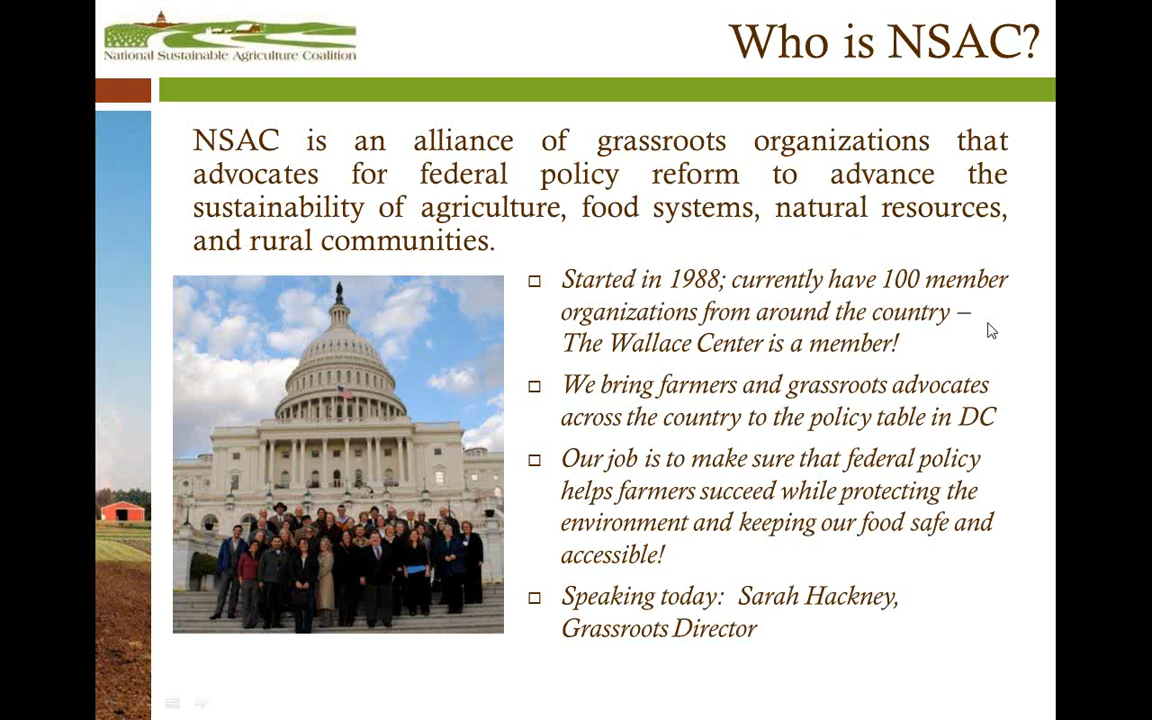 National Sustainable Agriculture Coalition
Who is NSAC?
NSAC is an alliance of grassroots organizations that
advocates for federal policy reform to advance the
sustainability of agriculture, food systems, natural resources,
and rural communities.
Started in 1988; currently have 100 member
organizations from around the country –
The Wallace Center is a member!
We bring farmers and grassroots advocates
across the country to the policy table in DC
Our job is to make sure that federal policy
helps farmers succeed while protecting the
environment and keeping our food safe and
accessible!
Speaking today: Sarah Hackney,
Grassroots Director